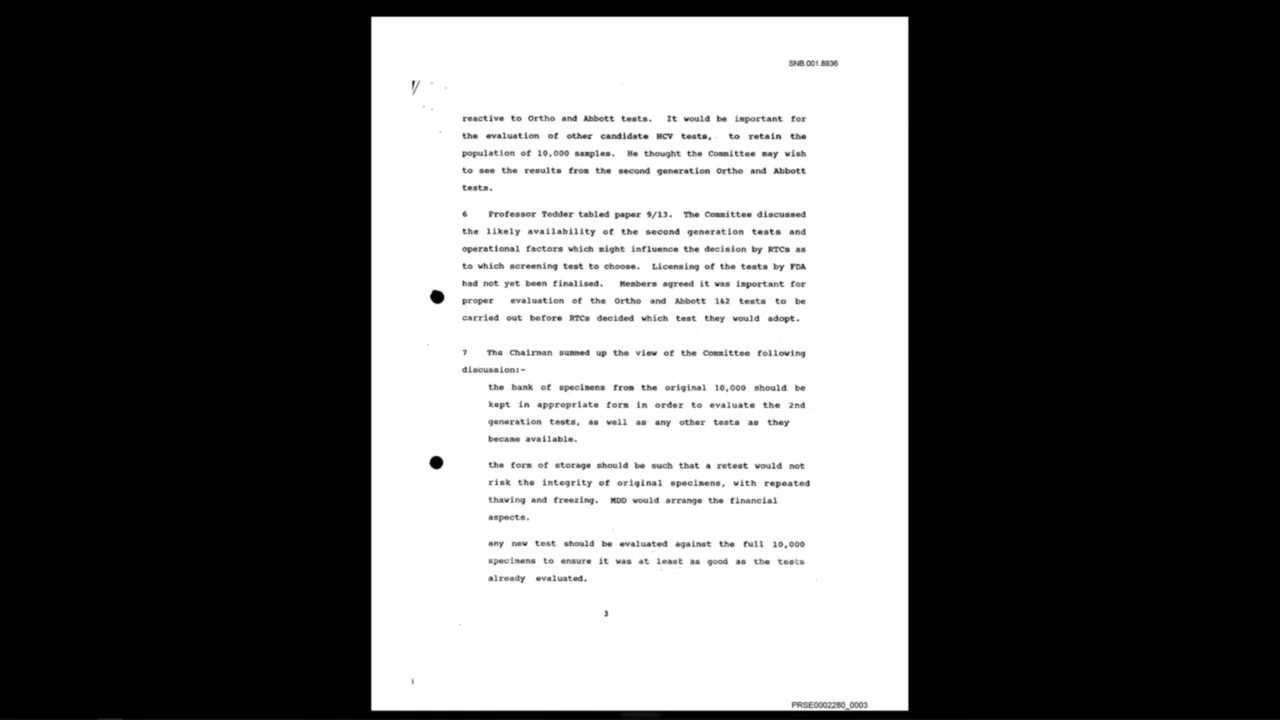 SNB.001.8936
reactive to Ortho and Abbott tests. It would be important for
the evaluation of other candidate HCV tests, to retain the
population of 10,000 samples. He thought the Committee may wish
to see the results from the second generation Ortho and Abbott
tests.
6 Professor Tedder tabled paper 9/13. The Committee discussed
the likely availability of the second generation tests and
operational factors which might influence the decision by RTCs as
to which screening test to choose. Licensing of the tests by FDA
had not yet been finalised. Members agreed it was important for
proper evaluation of the Ortho and Abbott 1&2 tests to be
carried out before RTCs decided which test they would adopt.
7 The Chairman summed up the view of the Committee following
discussion:-
the bank of specimens from the original 10,000 should be
kept in appropriate form in order to evaluate the 2nd
generation tests, as well as any other tests as they
became available.
the form of storage should be such that a retest would not
risk the integrity of original specimens, with repeated
thawing and freezing. MDD would arrange the financial
aspects.
any new test should be evaluated against the full 10,000
specimens to ensure it was at least as good as the tests
already evaluated.
3
PRSE0002280_0003